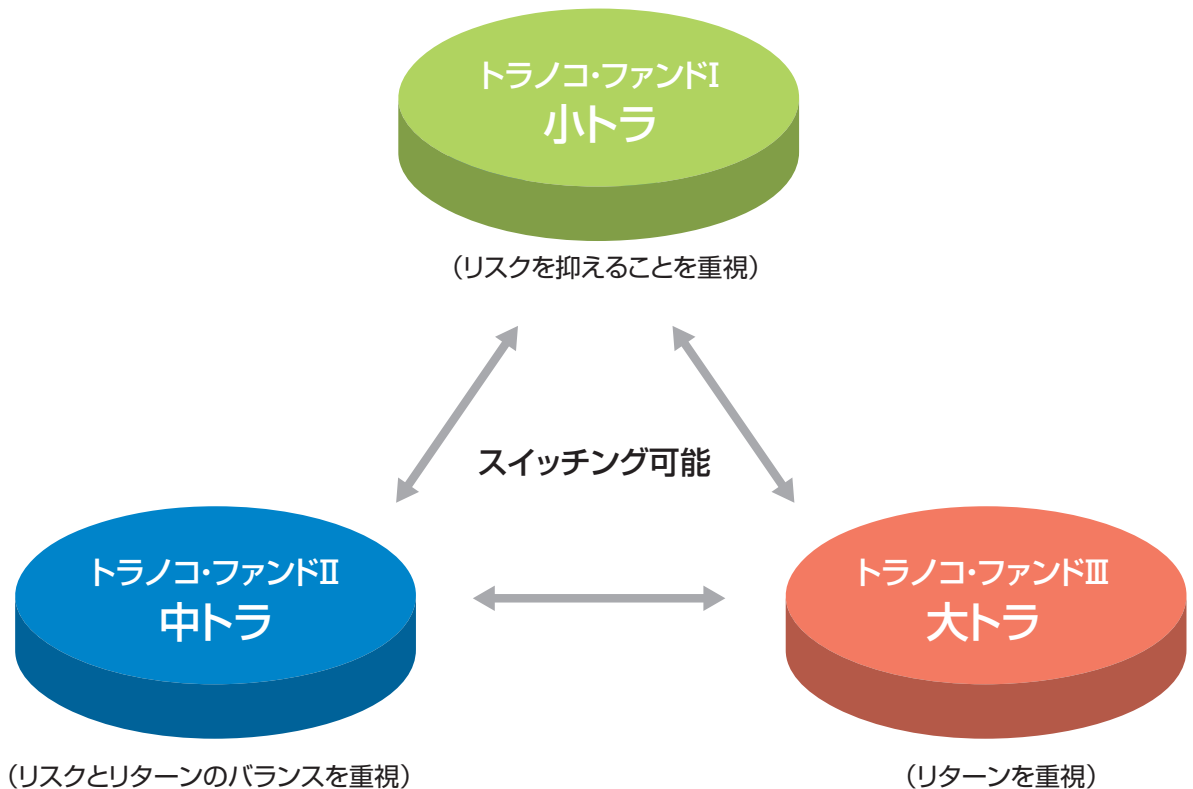 トラノコ・ファンドⅠ
小トラ
（リスクを抑えることを重視）
スイッチング可能
トラノコ・ファンドⅡ
中トラ
（リスクとリターンのバランスを重視）
トラノコ・ファンドⅢ
大トラ
（リターンを重視）